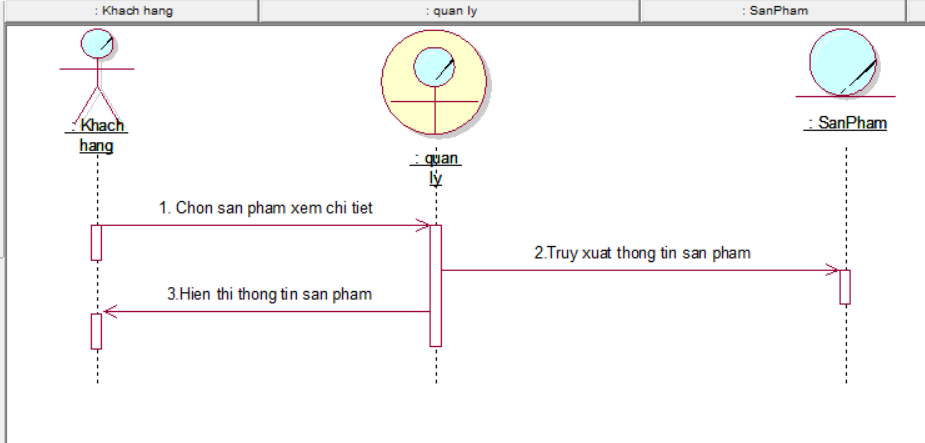 : Khach hang
: quan ly
: SanPham
: Khach
hang
: quan
ly
: SanPham
1. Chon san pham xem chi tiet
2.Truy xuat thong tin san pham
3.Hien thi thong tin san pham